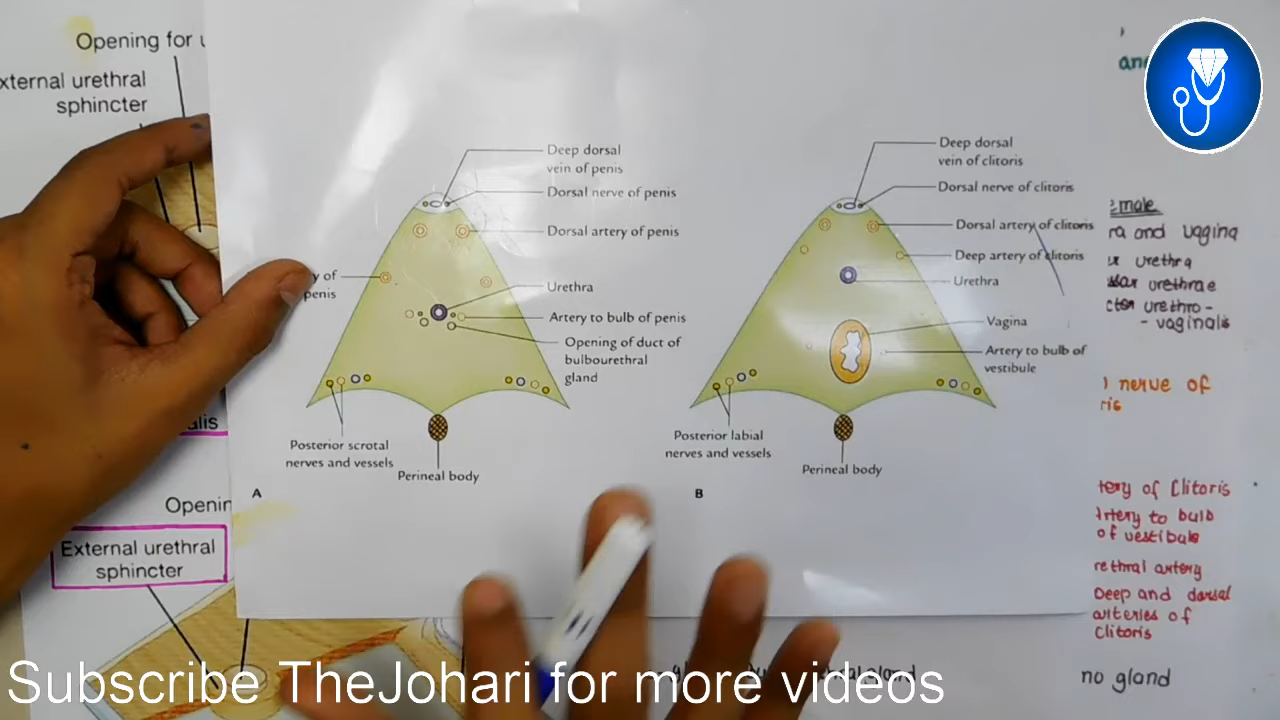 Opening for
External urethral
sphincter
Deep dorsal
vein of penis
Dorsal nerve of penis
Dorsal artery of penis
y of
penis
Urethra
Artery to bulb of penis
Opening of duct of
bulbourethral
gland
Posterior scrotal
nerves and vessels
Perineal body
A
Deep dorsal
vein of clitoris
Dorsal nerve of clitoris
Dorsal artery of clitoris
Deep artery of clitoris
Urethra
Vagina
Artery to bulb of
vestibule
Posterior labial
nerves and vessels
Perineal body
B
alis
External urethral
sphincter
emale
ra and vagina
urethra
urethrae
urethro -
- vaginalis
nerve of
ris
tery of Clitoris
Artery to bulb
of vestibule
rethral artery
Deep and dorsal
arteries of
Clitoris
gland
no gland
Subscribe TheJohari for more videos